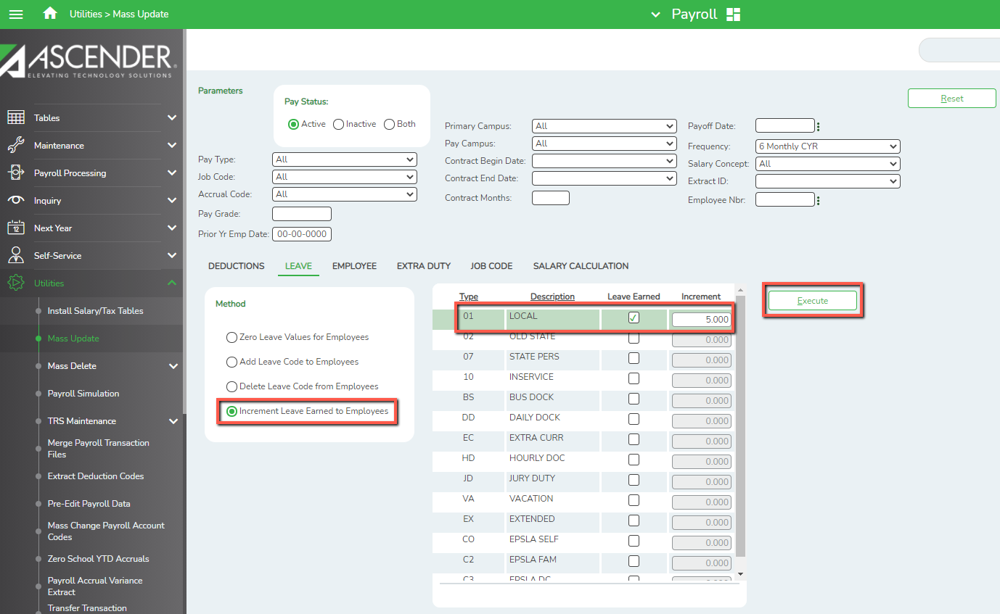 Utilities > Mass Update
Payroll
ASCENDER
ELEVATING TECHNOLOGY SOLUTIONS
Tables
Maintenance
Payroll Processing
Inquiry
12
Next Year
Self-Service
Utilities
Install Salary/Tax Tables
Mass Update
Mass Delete
Payroll Simulation
TRS Maintenance
Merge Payroll Transaction
Files
Extract Deduction Codes
Pre-Edit Payroll Data
Mass Change Payroll Account
Codes
Zero School YTD Accruals
Payroll Accrual Variance
Extract
Transfer Transaction
Parameters
Pay Status:
Active Inactive Both
Reset
Pay Type: All
Job Code: All
Accrual Code: All
Pay Grade:
Prior Yr Emp Date: 00-00-0000
Primary Campus: All
Pay Campus: All
Contract Begin Date:
Contract End Date:
Contract Months:
Payoff Date:
Frequency: 6 Monthly CYR
Salary Concept: All
Extract ID:
Employee Nbr:
DEDUCTIONS LEAVE EMPLOYEE EXTRA DUTY JOB CODE SALARY CALCULATION
Method
Zero Leave Values for Employees
Add Leave Code to Employees
Delete Leave Code from Employees
Increment Leave Earned to Employees
Type Description Leave Earned Increment
01 LOCAL 5.000
02 OLD STATE 0.000
07 STATE PERS 0.000
10 INSERVICE 0.000
BS BUS DOCK 0.000
DD DAILY DOCK 0.000
EC EXTRA CURR 0.000
HD HOURLY DOC 0.000
JD JURY DUTY 0.000
VA VACATION 0.000
EX EXTENDED 0.000
CO EPSLA SELF 0.000
C2 EPSLA FAM 0.000
C3 EPSLA DC
Execute